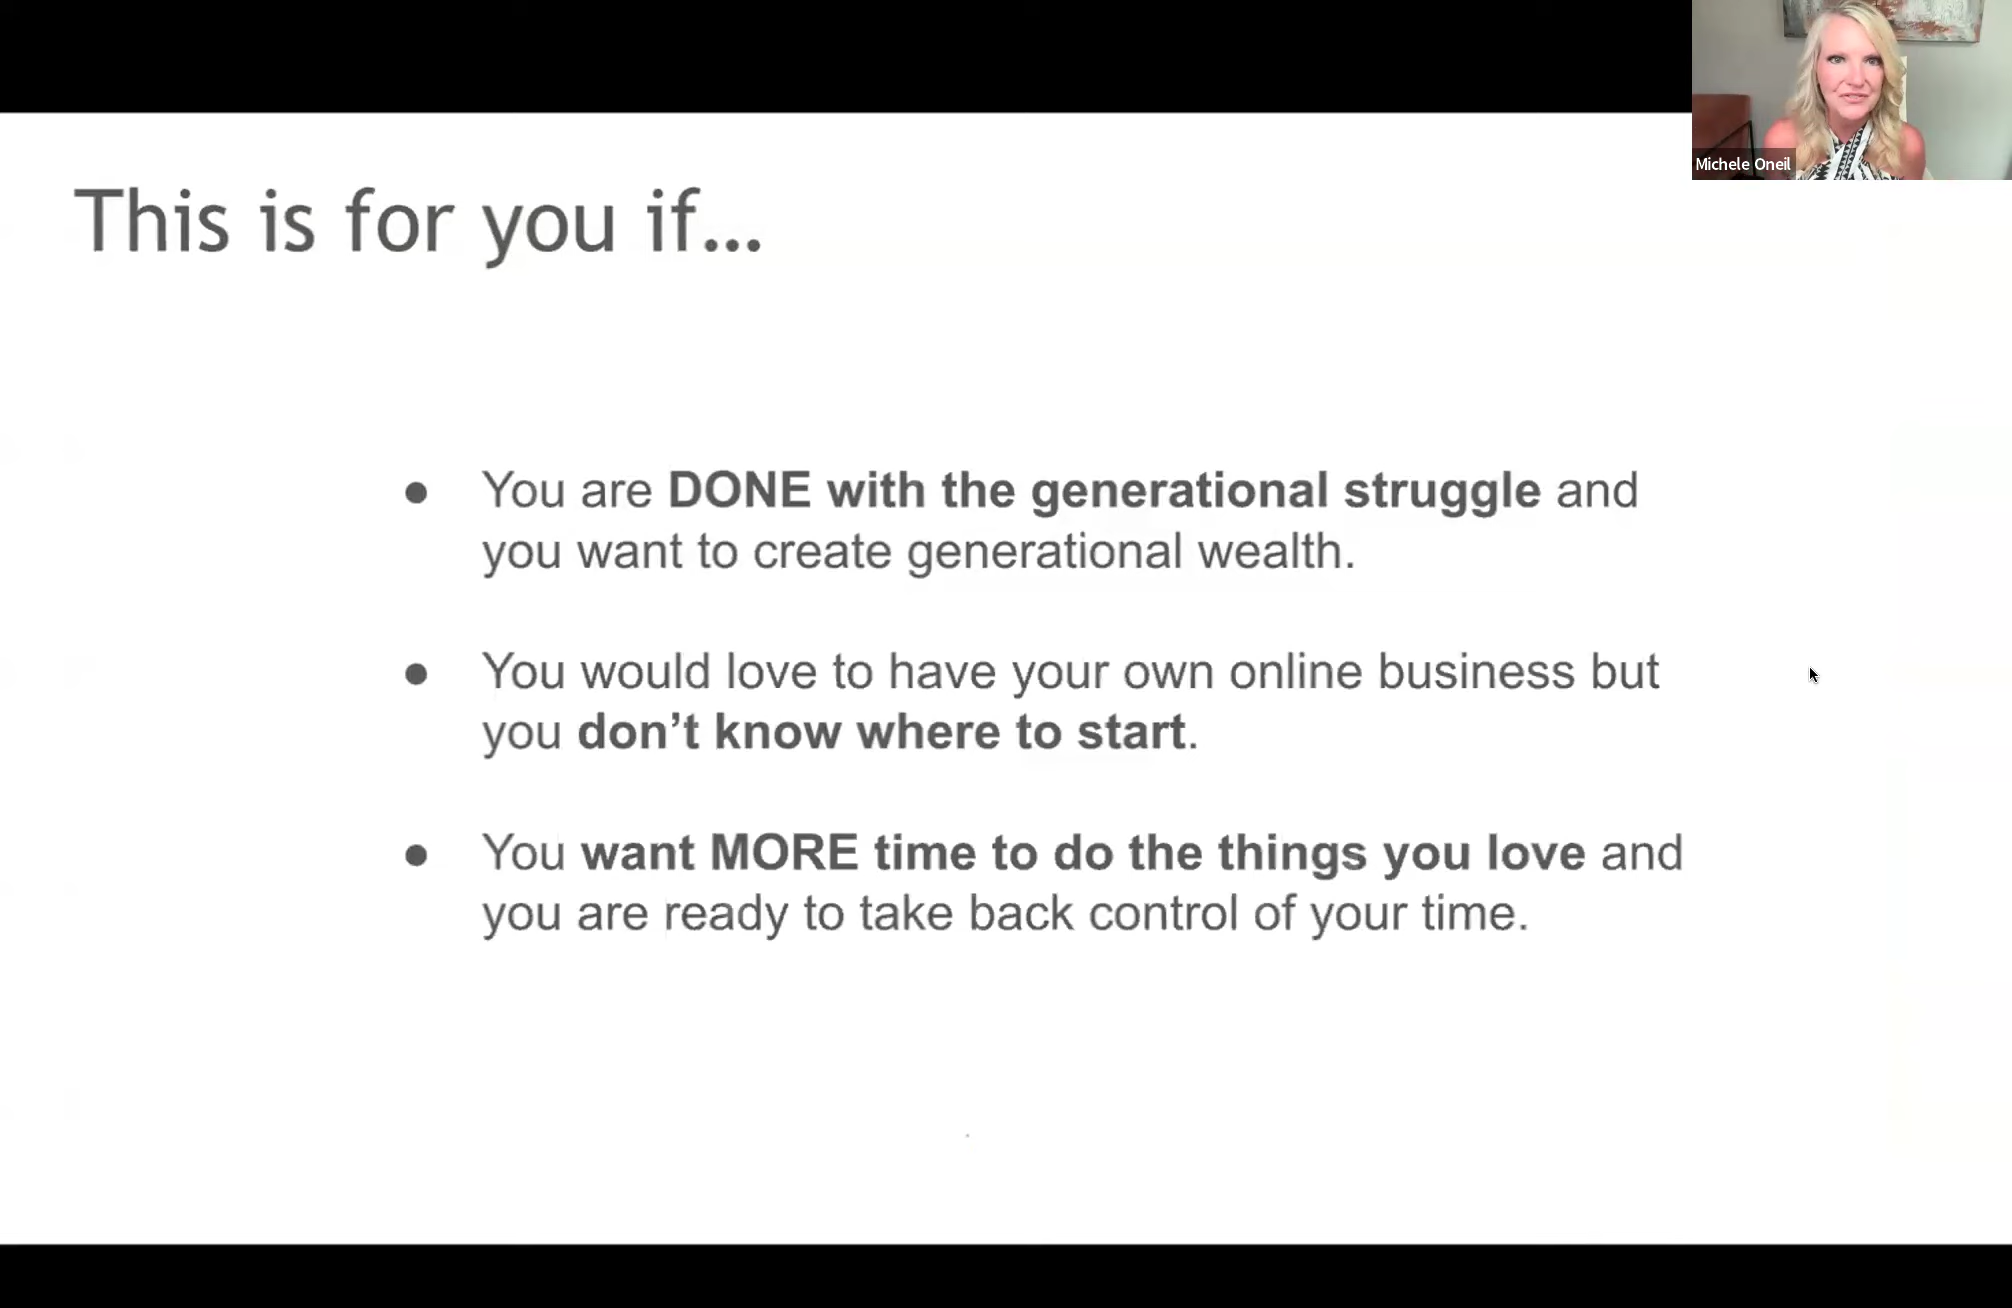 Michele Oneil
This is for you if...
● You are DONE with the generational struggle and
you want to create generational wealth.
● You would love to have your own online business but
you don’t know where to start.
● You want MORE time to do the things you love and
you are ready to take back control of your time.